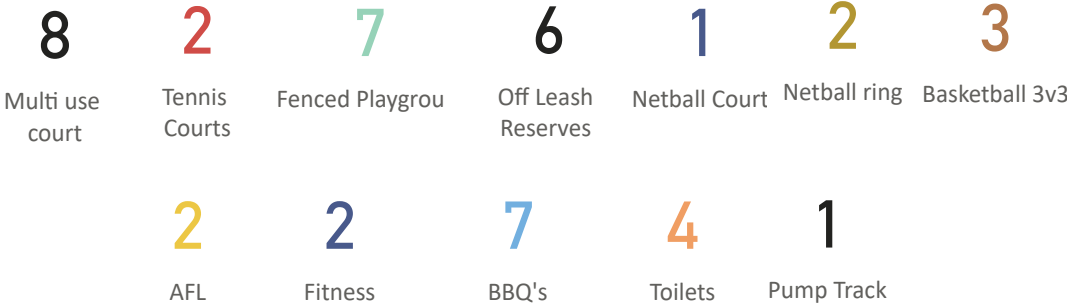 8 2 7 6 1 2 3
Multi use court
Tennis Courts
Fenced Playgrou
Off Leash Reserves
Netball Court
Netball ring
Basketball 3v3
2 2 7 4 1
AFL
Fitness
BBQ's
Toilets
Pump Track